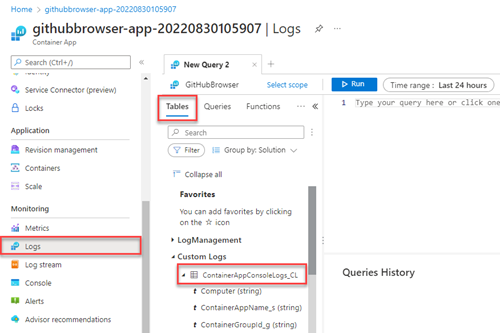 Home > githubbrowser-app-20220830105907
githubbrowser-app-20220830105907 | Logs
Container App
Search (Ctrl+/)
Service Connector (preview)
Locks
Application
Revision management
Containers
Scale
Monitoring
Metrics
Logs
Log stream
Console
Alerts
Advisor recommendations
New Query 2
GitHubBrowser
Select scope
Tables Queries Functions
Search
Filter
Group by: Solution
Collapse all
Favorites
You can add favorites by clicking
on the ☆ icon
LogManagement
Custom Logs
ContainerAppConsoleLogs_CL
t Computer (string)
t ContainerAppName_s (string)
t ContainerGroupId_g (string)
Run
Time range : Last 24 hours
1 Type your query here or click one
Queries History